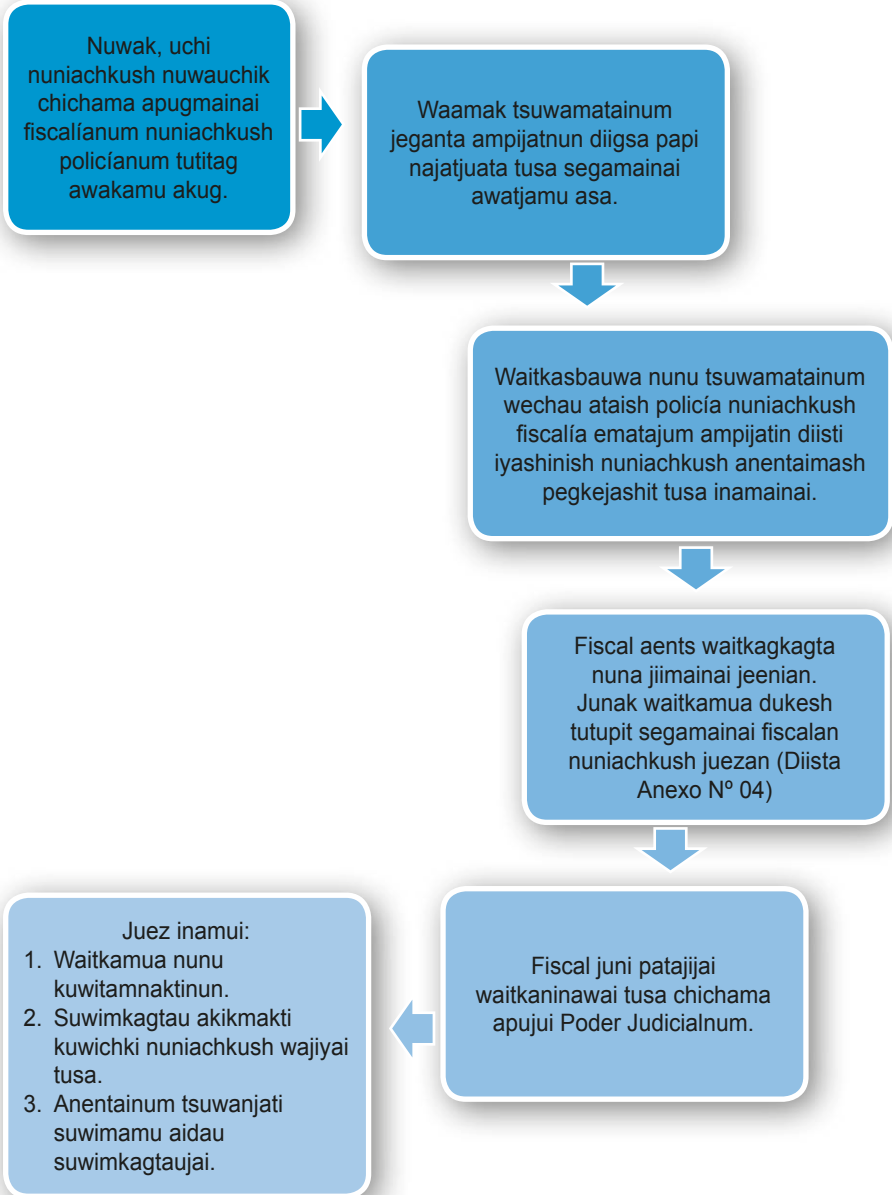 Nuwak, uchi
nuniachkush nuwauchik
chichama apugmainai
fiscalíanum nuniachkush
policíanum tutitag
awakamu akug.
Waamak tsuwamatainum
jeganta ampijatnun diigsa papi
najatjuata tusa segamainai
awatjamu asa.
Waitkasbauwa nunu tsuwamatainum
wechau ataish policía nuniachkush
fiscalía ematajum ampijatin diisti
iyashinish nuniachkush anentaimash
pegkejashit tusa inamainai.
Fiscal aents waitkagkagta
nuna jiimainai jeenian.
Junak waitkamua dukesh
tutupit segamainai fiscalan
nuniachkush juezan (Diista
Anexo Nº 04)
Fiscal juni patajijai
waitkaninawai tusa chichama
apujui Poder Judicialnum.
Juez inamui:
1. Waitkamua nunu
kuwitamnaktinun.
2. Suwimkagtau akikmakti
kuwichki nuniachkush wajiyai
tusa.
3. Anentainum tsuwanjati
suwimamu aidau
suwimkagtaujai.